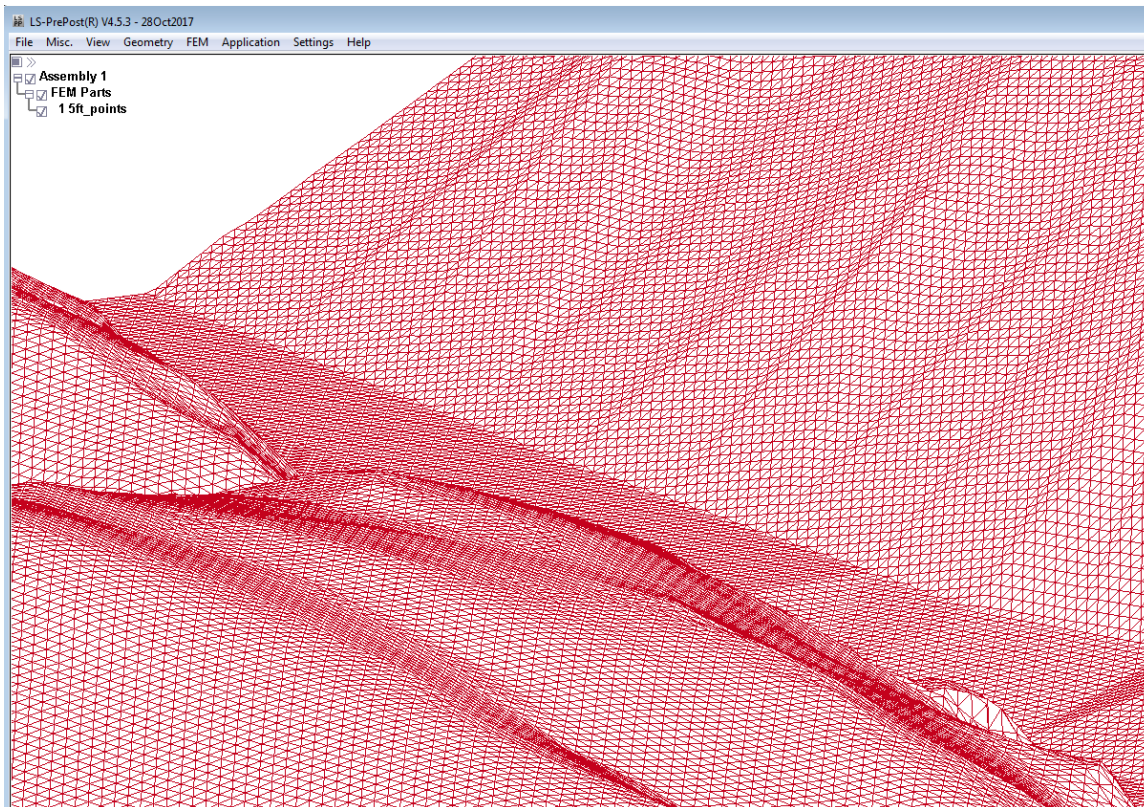 LS-PrePost(R) V4.5.3 - 28Oct2017
File Misc. View Geometry FEM Application Settings Help
Assembly 1
FEM Parts
1 5ft_points